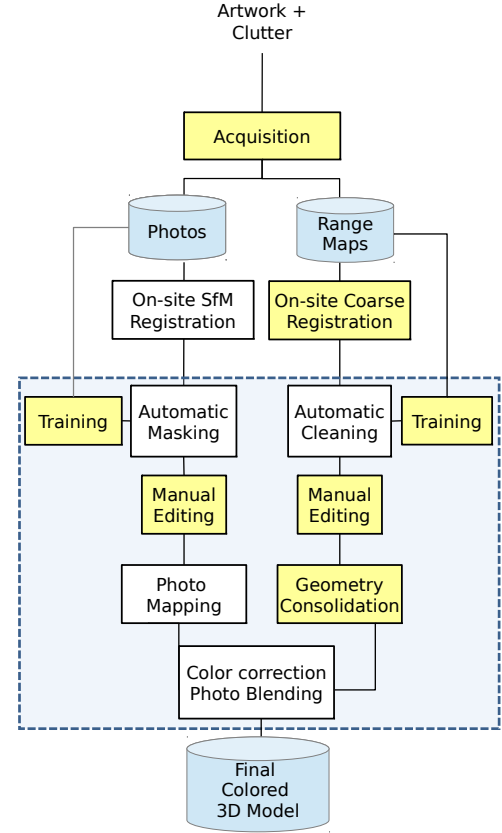 Artwork +
Clutter
Acquisition
Photos
Range
Maps
On-site SfM
Registration
On-site Coarse
Registration
Training
Automatic
Masking
Automatic
Cleaning
Training
Manual
Editing
Manual
Editing
Photo
Mapping
Geometry
Consolidation
Color correction
Photo Blending
Final
Colored
3D Model